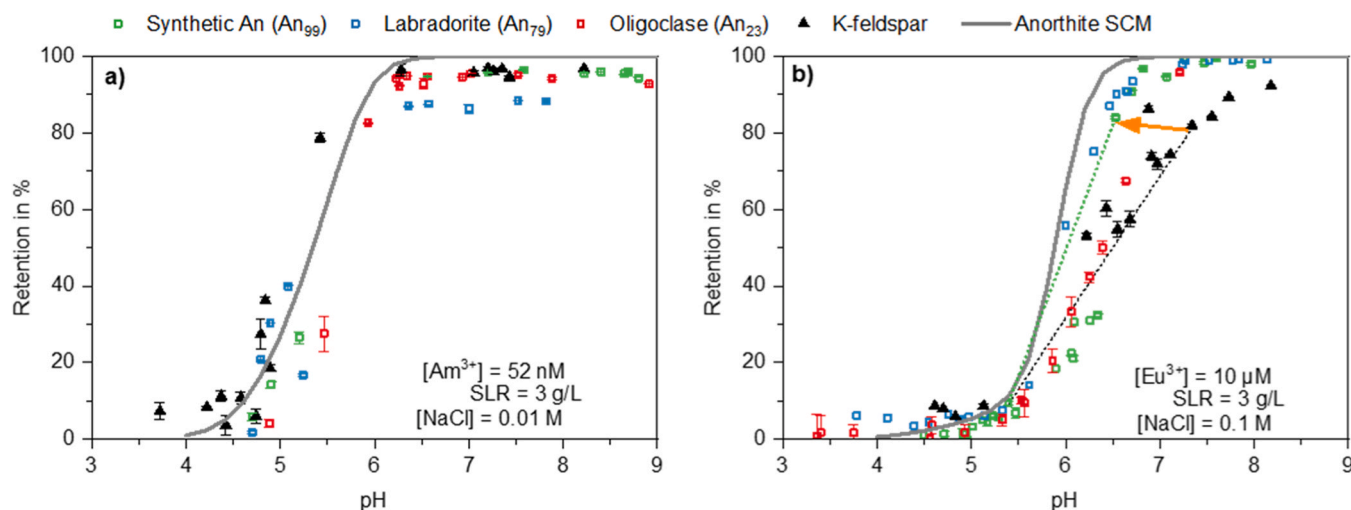 Synthetic An (An₉₉) Labradorite (An₇₉) Oligoclase (An₂₃) K-feldspar Anorthite SCM
a)
Retention in %
100
80
60
40
20
0
[Am³⁺] = 52 nM
SLR = 3 g/L
[NaCl] = 0.01 M
3 4 5 6 7 8 9
pH
b)
Retention in %
100
80
60
40
20
0
[Eu³⁺] = 10 µM
SLR = 3 g/L
[NaCl] = 0.1 M
3 4 5 6 7 8 9
pH